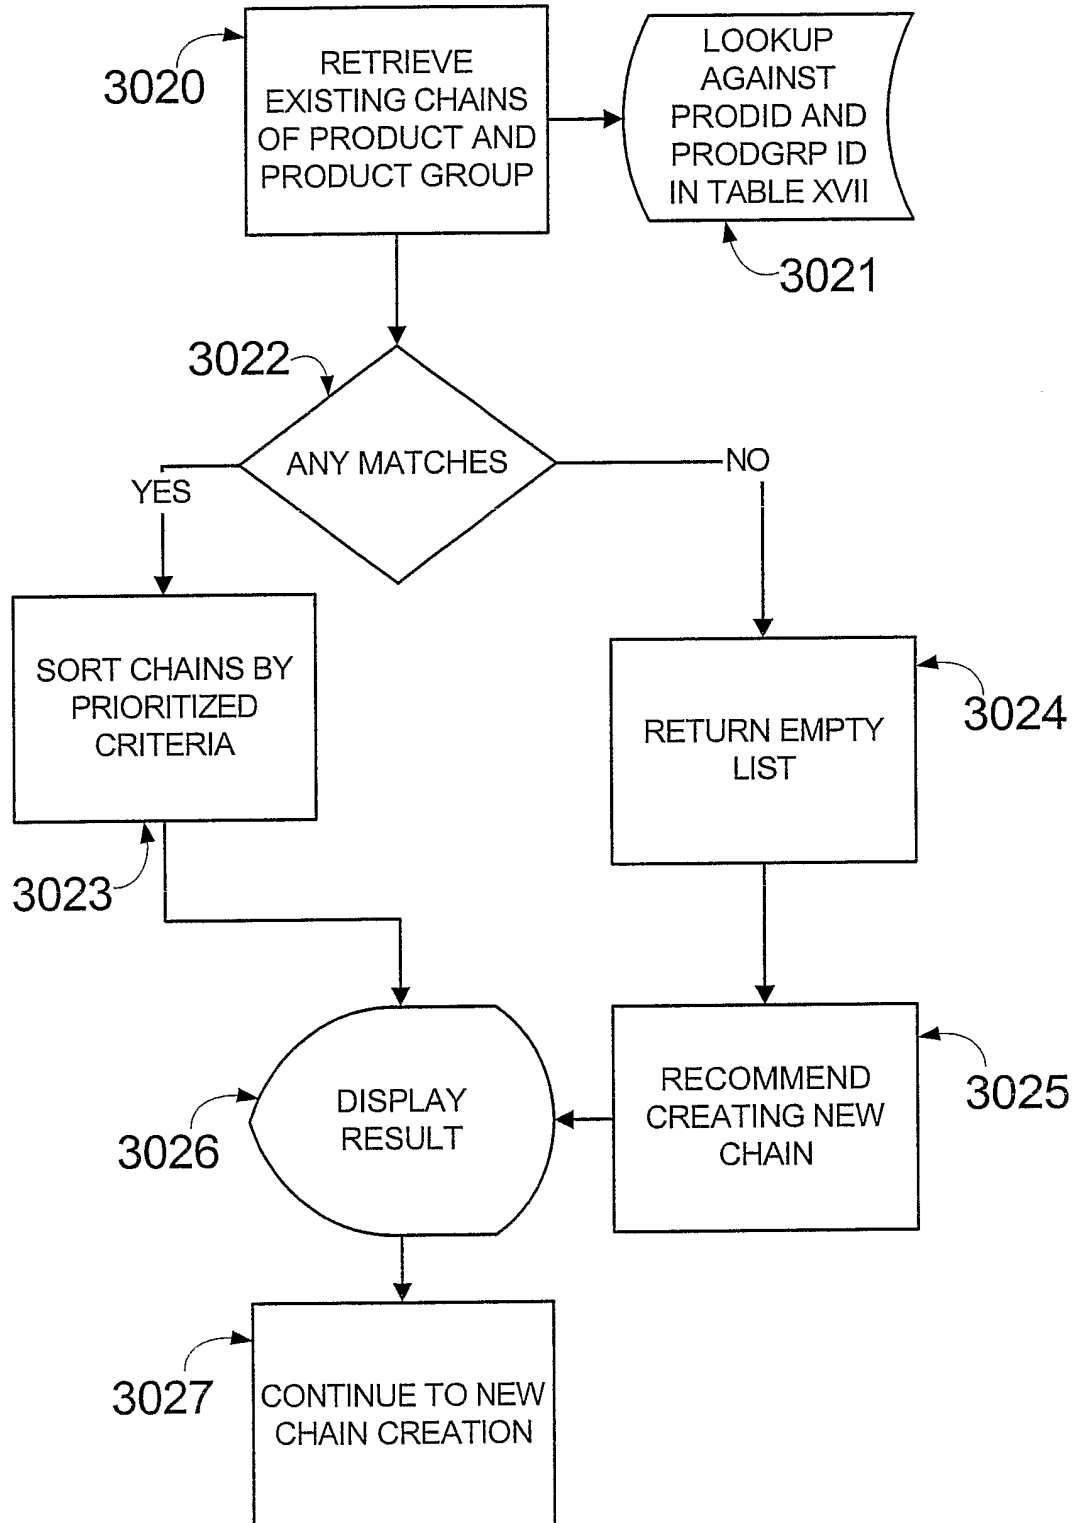 3020
RETRIEVE
EXISTING CHAINS
OF PRODUCT AND
PRODUCT GROUP
LOOKUP
AGAINST
PRODID AND
PRODGRP ID
IN TABLE XVII
3021
3022
ANY MATCHES
YES
NO
SORT CHAINS BY
PRIORITIZED
CRITERIA
3023
RETURN EMPTY
LIST
3024
RECOMMEND
CREATING NEW
CHAIN
3025
DISPLAY
RESULT
3026
3027
CONTINUE TO NEW
CHAIN CREATION